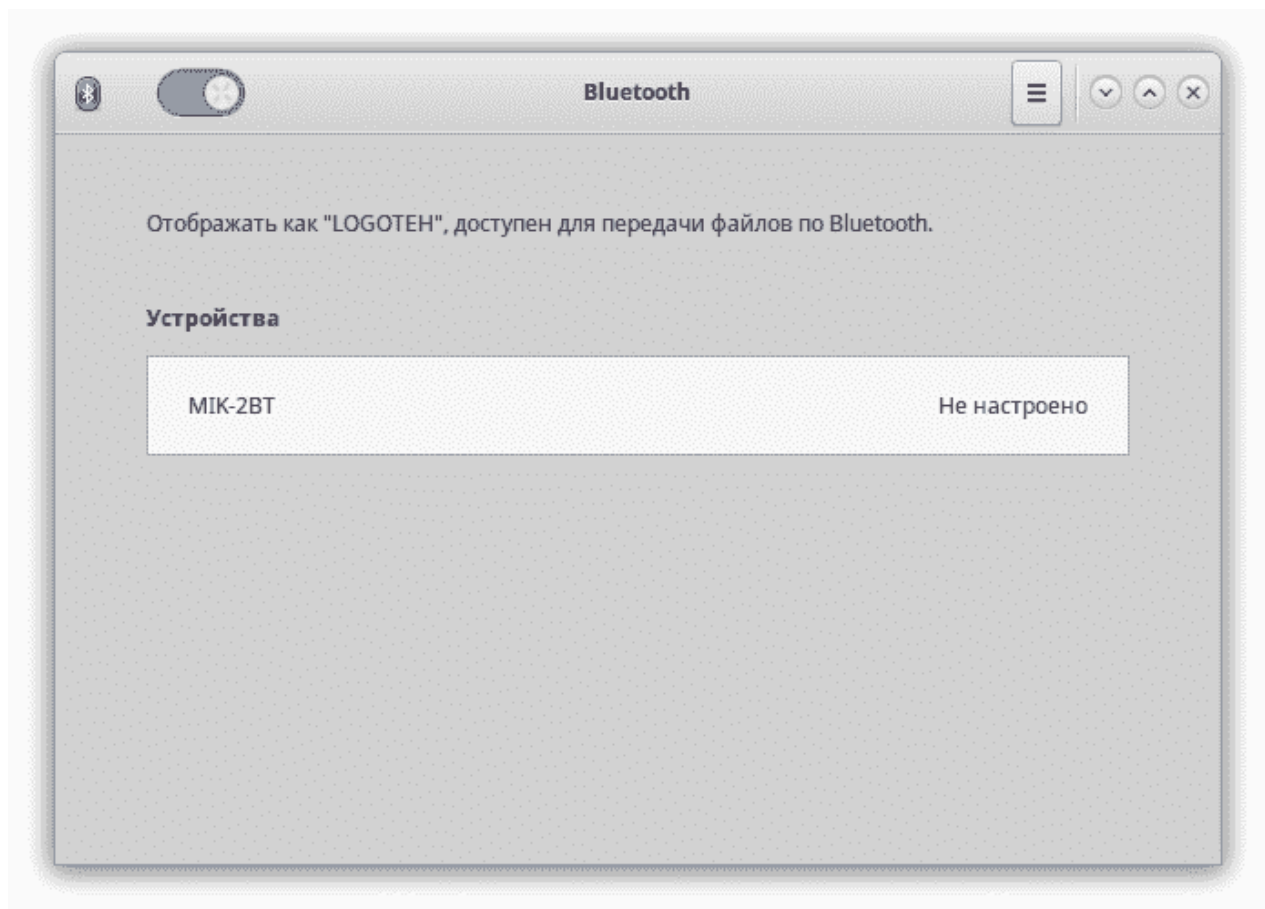 Bluetooth
Отображать как "LOGOTEH", доступен для передачи файлов по Bluetooth.
Устройства
MIK-2BT Не настроено